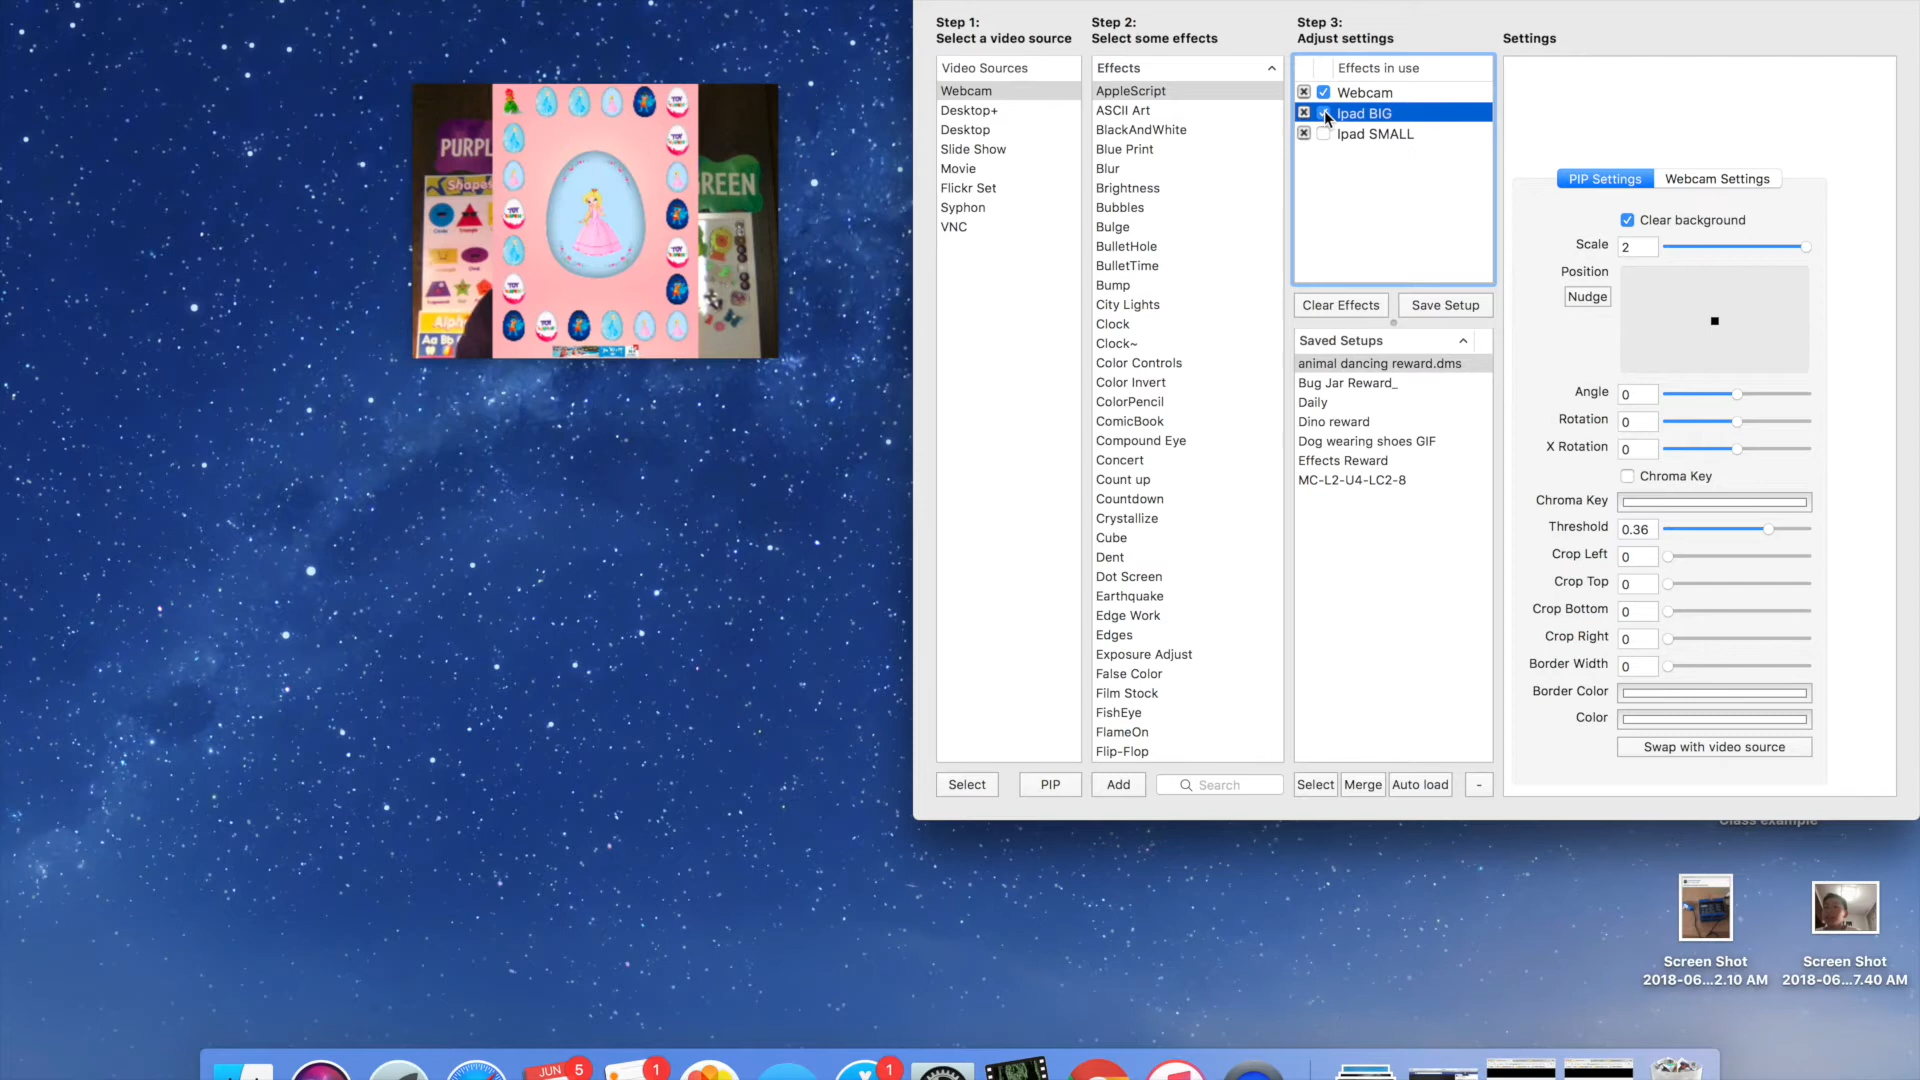 Step 1:
Select a video source
Step 2:
Select some effects
Step 3:
Adjust settings
Settings
Video Sources
Webcam
Desktop+
Desktop
Slide Show
Movie
Flickr Set
Syphon
VNC
Select
PIP
Effects
AppleScript
ASCII Art
BlackAndWhite
Blue Print
Blur
Brightness
Bubbles
Bulge
BulletHole
BulletTime
Bump
City Lights
Clock
Clock~
Color Controls
Color Invert
ColorPencil
ComicBook
Compound Eye
Concert
Count up
Countdown
Crystallize
Cube
Dent
Dot Screen
Earthquake
Edge Work
Edges
Exposure Adjust
False Color
Film Stock
FishEye
FlameOn
Flip-Flop
Add
Search
Effects in use
Webcam
Ipad BIG
Ipad SMALL
Clear Effects
Save Setup
Saved Setups
animal dancing reward.dms
Bug Jar Reward_
Daily
Dino reward
Dog wearing shoes GIF
Effects Reward
MC-L2-U4-LC2-8
Select
Merge
Auto load
-
PIP Settings
Webcam Settings
Clear background
Scale 2
Position
Nudge
Angle 0
Rotation 0
X Rotation 0
Chroma Key
Chroma Key
Threshold 0.36
Crop Left 0
Crop Top 0
Crop Bottom 0
Crop Right 0
Border Width 0
Border Color
Color
Swap with video source
PURPL
Shapes
REEN
Alph
Aa Bb
Class example
Screen Shot
2018-06...2.10 AM
Screen Shot
2018-06...7.40 AM
JUN 5
1
1